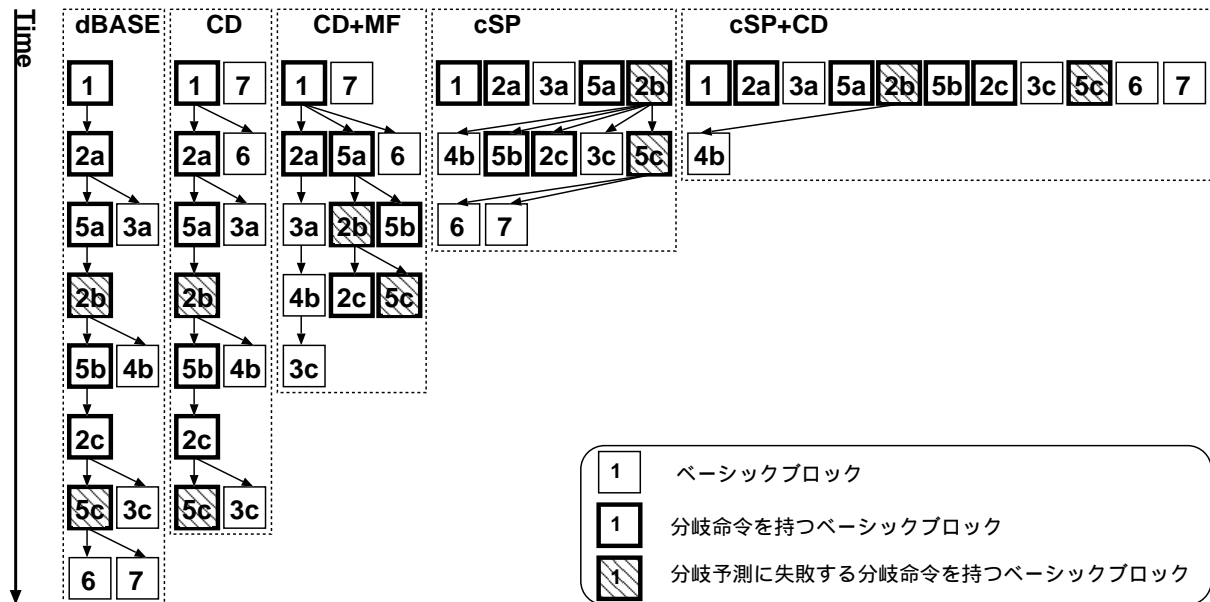 Time
dBASE CD CD+MF cSP cSP+CD
1 1 7 1 7 1 2a 3a 5a 2b 1 2a 3a 5a 2b 5b 2c 3c 5c 6 7
2a 2a 6 2a 5a 6 4b 5b 2c 3c 5c 4b
5a 3a 5a 3a 3a 2b 5b 6 7
2b 2b 4b 2c 5c
5b 4b 5b 4b 3c
2c 2c
5c 3c 5c 3c
6 7
1 ベーシックブロック
1 分岐命令を持つベーシックブロック
1 分岐予測に失敗する分岐命令を持つベーシックブロック